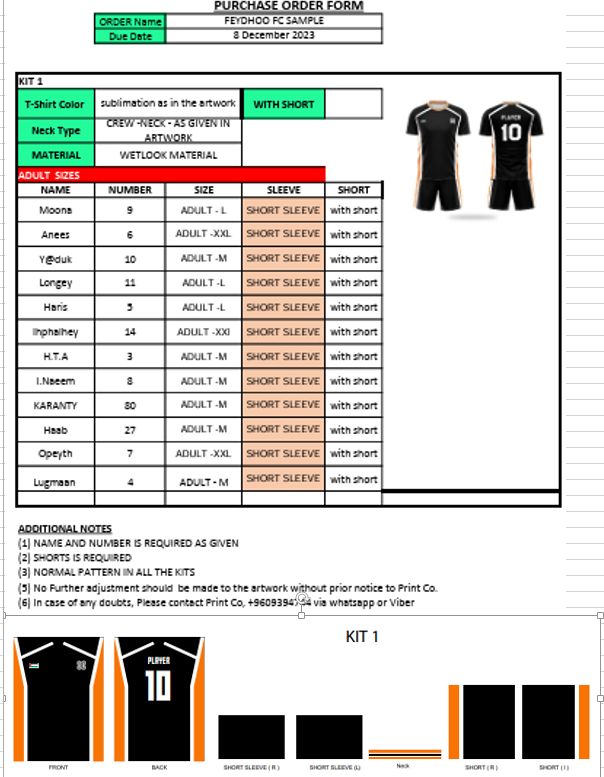 PURCHASE ORDER FORM
ORDER Name FEYDHOO FC SAMPLE
Due Date 8 December 2023
KIT 1
T-Shirt Color sublimation as in the artwork WITH SHORT
Neck Type CREW -NECK - AS GIVEN IN ARTWORK
MATERIAL WETLOOK MATERIAL
ADULT SIZES
NAME NUMBER SIZE SLEEVE SHORT
Moona 9 ADULT - L SHORT SLEEVE with short
Anees 6 ADULT -XXL SHORT SLEEVE with short
Y@duk 10 ADULT -M SHORT SLEEVE with short
Longey 11 ADULT -L SHORT SLEEVE with short
Haris 5 ADULT -L SHORT SLEEVE with short
Ihphalhey 14 ADULT -XXl SHORT SLEEVE with short
H.T.A 3 ADULT -M SHORT SLEEVE with short
I.Naeem 8 ADULT -M SHORT SLEEVE with short
KARANTY 80 ADULT -M SHORT SLEEVE with short
Haab 27 ADULT -M SHORT SLEEVE with short
Opeyth 7 ADULT -XXL SHORT SLEEVE with short
Lugmaan 4 ADULT - M SHORT SLEEVE with short
PLAYER
10
ADDITIONAL NOTES
(1) NAME AND NUMBER IS REQUIRED AS GIVEN
(2) SHORTS IS REQUIRED
(3) NORMAL PATTERN IN ALL THE KITS
(5) No Further adjustment should be made to the artwork without prior notice to Print Co.
(6) In case of any doubts, Please contact Print Co, via whatsapp or Viber
KIT 1
PLAYER
10
FRONT BACK SHORT SLEEVE ( R ) SHORT SLEEVE (L) Neck SHORT ( R ) SHORT ( l )